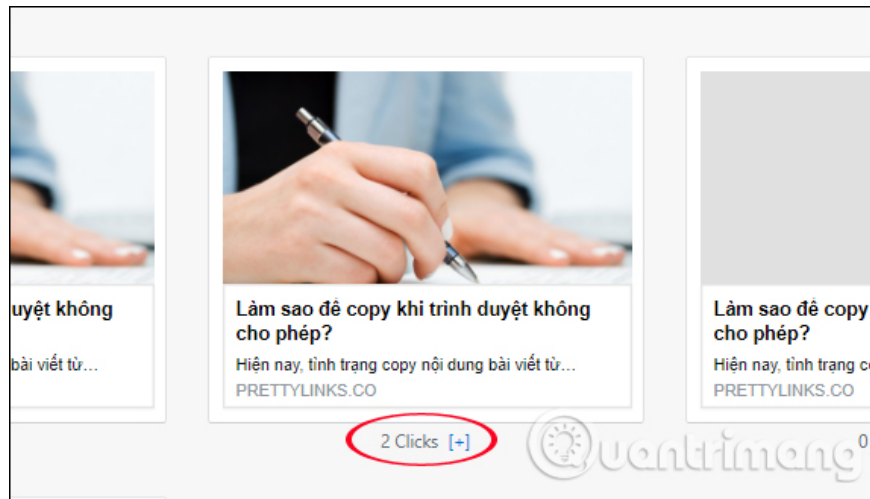 uyệt không
bài viết từ...
Làm sao để copy khi trình duyệt không
cho phép?
Hiện nay, tình trạng copy nội dung bài viết từ...
PRETTYLINKS.CO
2 Clicks [+]
Làm sao để copy
cho phép?
Hiện nay, tình trạng c
PRETTYLINKS.CO
0
Quantrimang